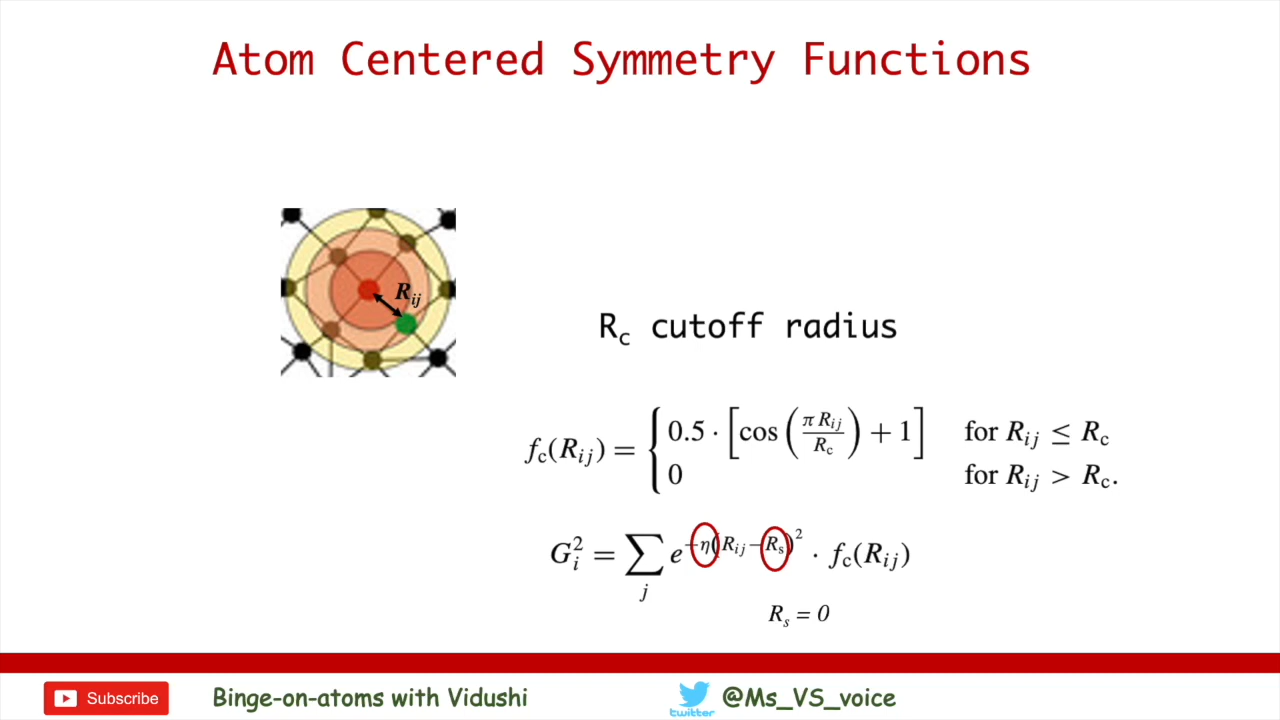 Atom Centered Symmetry Functions
R_ij
R_c cutoff radius
f_c(R_ij) = { 0.5 · [cos (π R_ij / R_c) + 1] for R_ij ≤ R_c
0 for R_ij > R_c.
G_i^2 = ∑_j e^{-η(R_ij − R_s)^2} · f_c(R_ij)
R_s = 0
Subscribe Binge-on-atoms with Vidushi twitter @Ms_VS_voice